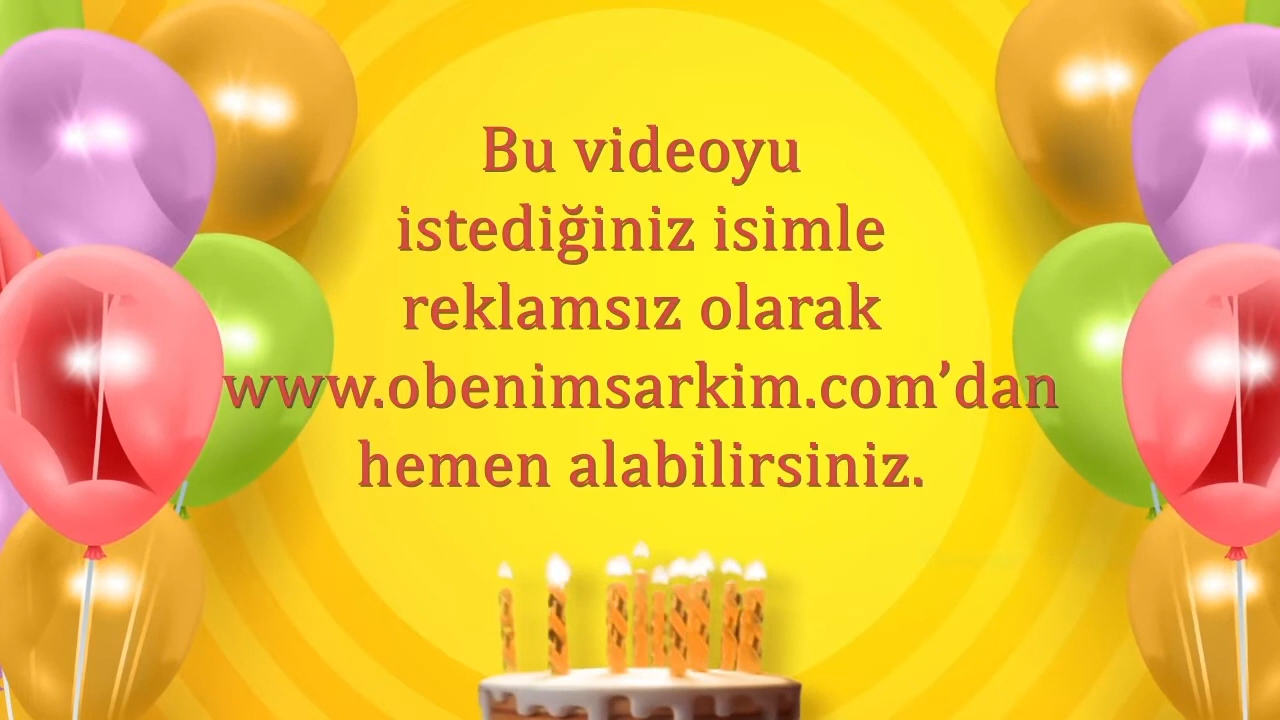 Bu videoyu
istediğiniz isimle
reklamsız olarak
www.obenimsarkim.com’dan
hemen alabilirsiniz.